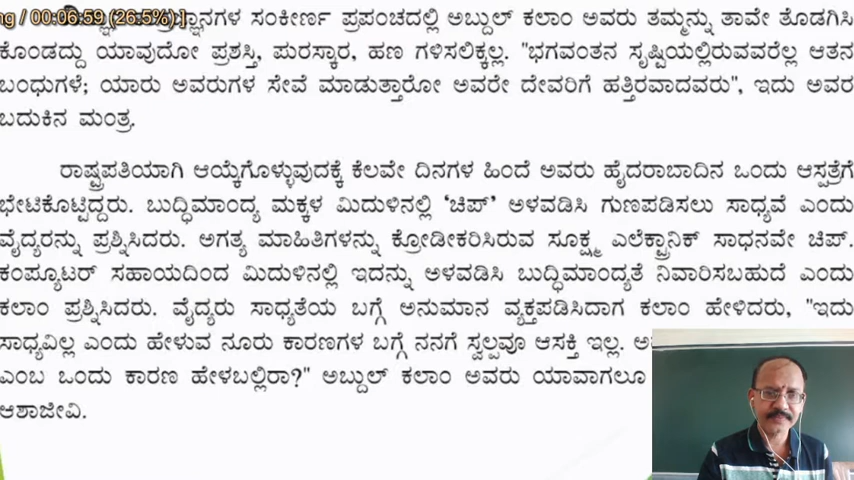 ng / 00:06:59 (26.5%) ]
ಸಂಕೀರ್ಣ ಪ್ರಪಂಚದಲ್ಲಿ ಅಬ್ದುಲ್ ಕಲಾಂ ಅವರು ತಮ್ಮನ್ನು ತಾವೇ ತೊಡಗಿಸಿ
ಕೊಂಡದ್ದು ಯಾವುದೋ ಪ್ರಶಸ್ತಿ, ಪುರಸ್ಕಾರ, ಹಣ ಗಳಿಸಲಿಕ್ಕಲ್ಲ. "ಭಗವಂತನ ಸೃಷ್ಟಿಯಲ್ಲಿರುವವರೆಲ್ಲ ಆತನ
ಬಂಧುಗಳೆ; ಯಾರು ಅವರುಗಳ ಸೇವೆ ಮಾಡುತ್ತಾರೋ ಅವರೇ ದೇವರಿಗೆ ಹತ್ತಿರವಾದವರು", ಇದು ಅವರ
ಬದುಕಿನ ಮಂತ್ರ.
ರಾಷ್ಟ್ರಪತಿಯಾಗಿ ಆಯ್ಕೆಗೊಳ್ಳುವುದಕ್ಕೆ ಕೆಲವೇ ದಿನಗಳ ಹಿಂದೆ ಅವರು ಹೈದರಾಬಾದಿನ ಒಂದು ಆಸ್ಪತ್ರೆಗೆ
ಭೇಟಿಕೊಟ್ಟಿದ್ದರು. ಬುದ್ಧಿಮಾಂದ್ಯ ಮಕ್ಕಳ ಮಿದುಳಿನಲ್ಲಿ 'ಚಿಪ್' ಅಳವಡಿಸಿ ಗುಣಪಡಿಸಲು ಸಾಧ್ಯವೆ ಎಂದು
ವೈದ್ಯರನ್ನು ಪ್ರಶ್ನಿಸಿದರು. ಅಗತ್ಯ ಮಾಹಿತಿಗಳನ್ನು ಕ್ರೋಡೀಕರಿಸಿರುವ ಸೂಕ್ಷ್ಮ ಎಲೆಕ್ಟ್ರಾನಿಕ್ ಸಾಧನವೇ ಚಿಪ್.
ಕಂಪ್ಯೂಟರ್ ಸಹಾಯದಿಂದ ಮಿದುಳಿನಲ್ಲಿ ಇದನ್ನು ಅಳವಡಿಸಿ ಬುದ್ಧಿಮಾಂದ್ಯತೆ ನಿವಾರಿಸಬಹುದೆ ಎಂದು
ಕಲಾಂ ಪ್ರಶ್ನಿಸಿದರು. ವೈದ್ಯರು ಸಾಧ್ಯತೆಯ ಬಗ್ಗೆ ಅನುಮಾನ ವ್ಯಕ್ತಪಡಿಸಿದಾಗ ಕಲಾಂ ಹೇಳಿದರು, "ಇದು
ಸಾಧ್ಯವಿಲ್ಲ ಎಂದು ಹೇಳುವ ನೂರು ಕಾರಣಗಳ ಬಗ್ಗೆ ನನಗೆ ಸ್ವಲ್ಪವೂ ಆಸಕ್ತಿ ಇಲ್ಲ.
ಎಂಬ ಒಂದು ಕಾರಣ ಹೇಳಬಲ್ಲಿರಾ?" ಅಬ್ದುಲ್ ಕಲಾಂ ಅವರು ಯಾವಾಗಲೂ
ಆಶಾಜೀವಿ.